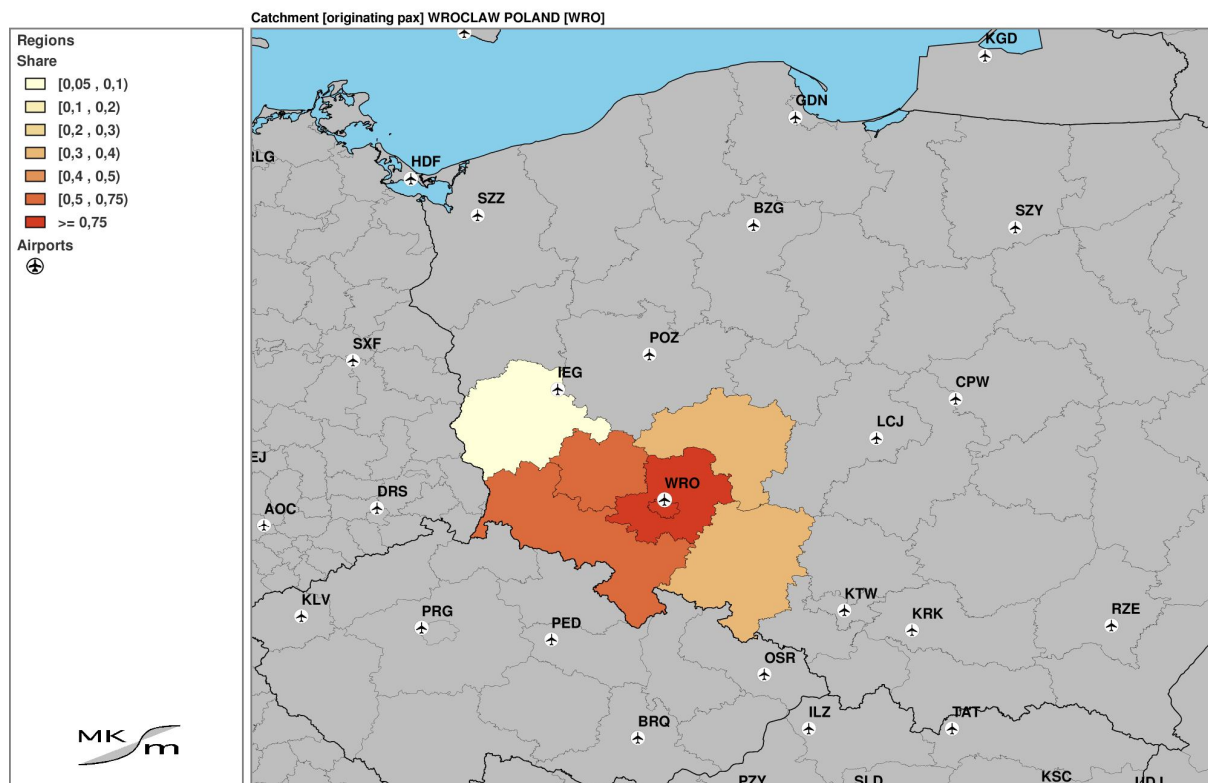 Catchment [originating pax] WROCLAW POLAND [WRO]
Regions
Share
[0,05 , 0,1)
[0,1 , 0,2)
[0,2 , 0,3)
[0,3 , 0,4)
[0,4 , 0,5)
[0,5 , 0,75)
>= 0,75
Airports
MK m
KGD
GDN
RLG
HDF
SZZ
BZG
SZY
SXF
POZ
IEG
CPW
LCJ
EJ
DRS
WRO
AOC
KLV
PRG
PED
KTW
KRK
RZE
OSR
BRQ
ILZ
TAT
PZY
SLD
KSC
UDJ